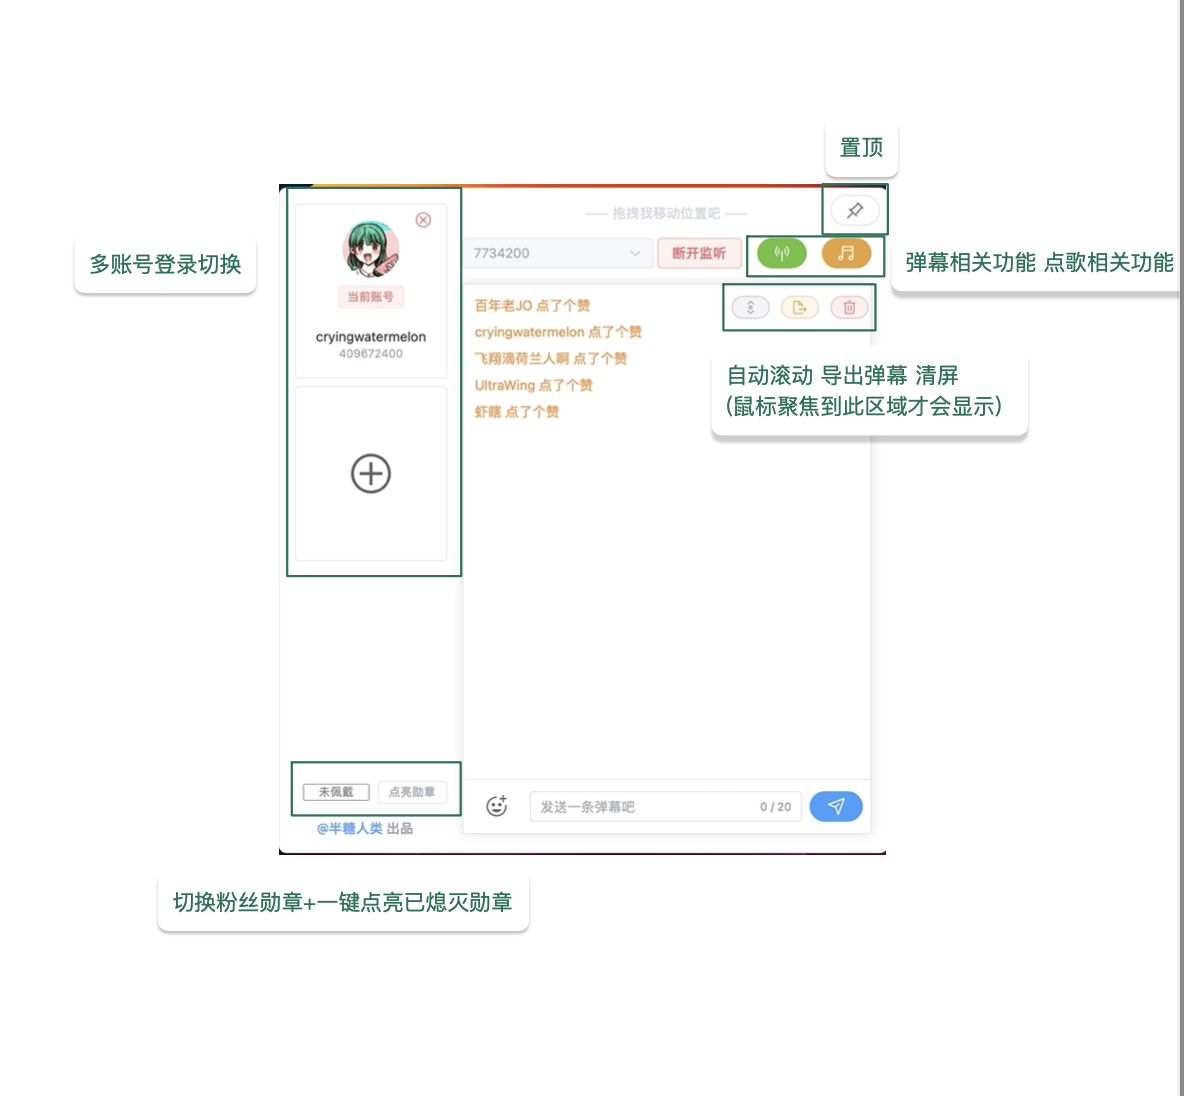 置顶
拖拽我移动位置吧
多账号登录切换
当前账号
cryingwatermelon
409672400
7734200
断开监听
弹幕相关功能 点歌相关功能
百年老JO 点了个赞
cryingwatermelon 点了个赞
飞翔滴荷兰人啊 点了个赞
UltraWing 点了个赞
虾瞎 点了个赞
自动滚动 导出弹幕 清屏
(鼠标聚焦到此区域才会显示)
未佩戴
点亮勋章
@半糖人类 出品
发送一条弹幕吧
0 / 20
切换粉丝勋章+一键点亮已熄灭勋章